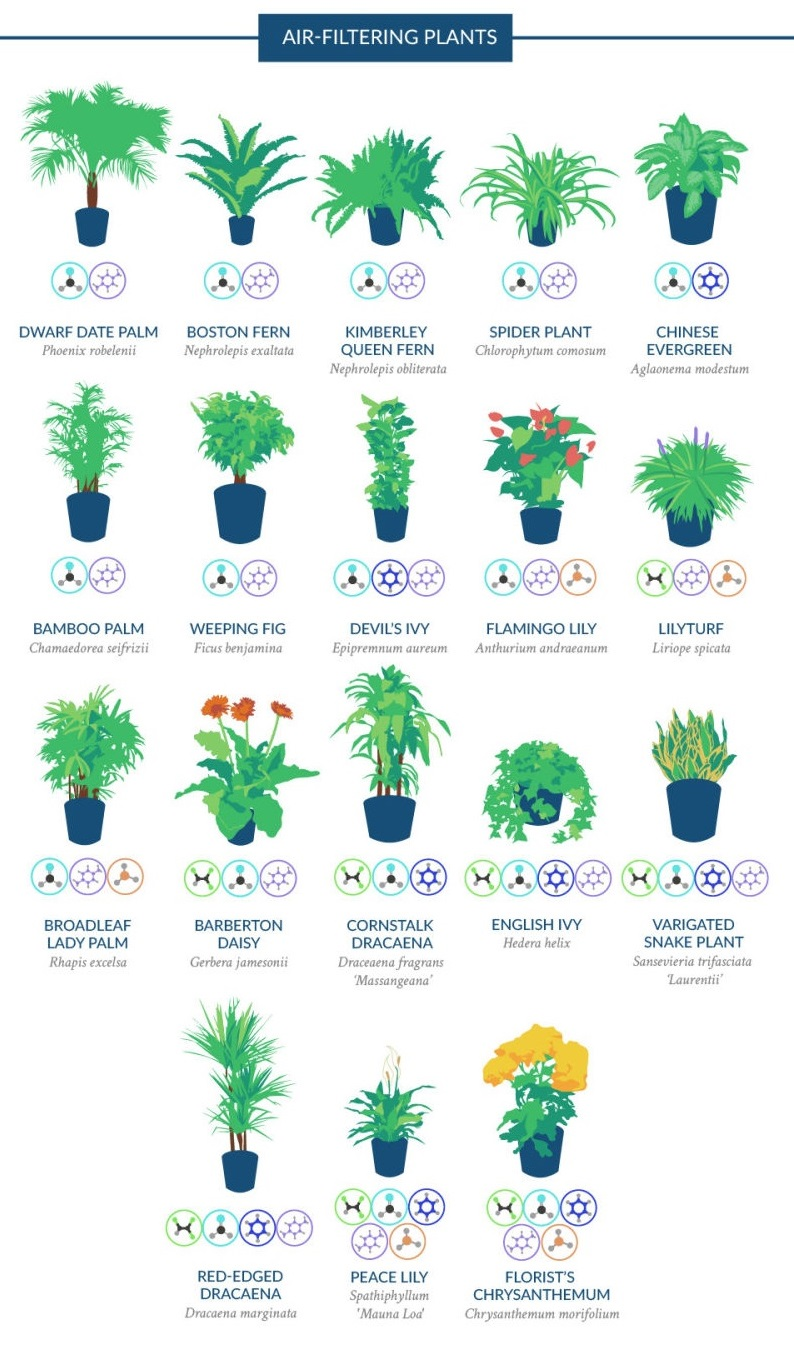 AIR-FILTERING PLANTS
DWARF DATE PALM
Phoenix robelenii
BOSTON FERN
Nephrolepis exaltata
KIMBERLEY
QUEEN FERN
Nephrolepis obliterata
SPIDER PLANT
Chlorophytum comosum
CHINESE
EVERGREEN
Aglaonema modestum
BAMBOO PALM
Chamaedorea seifrizii
WEEPING FIG
Ficus benjamina
DEVIL'S IVY
Epipremnum aureum
FLAMINGO LILY
Anthurium andraeanum
LILYTURF
Liriope spicata
BROADLEAF
LADY PALM
Rhapis excelsa
BARBERTON
DAISY
Gerbera jamesonii
CORNSTALK
DRACAENA
Draceaena fragrans
'Massangeana'
ENGLISH IVY
Hedera helix
VARIGATED
SNAKE PLANT
Sansevieria trifasciata
'Laurentii'
RED-EDGED
DRACAENA
Dracaena marginata
PEACE LILY
Spathiphyllum
'Mauna Loa'
FLORIST'S
CHRYSANTHEMUM
Chrysanthemum morifolium